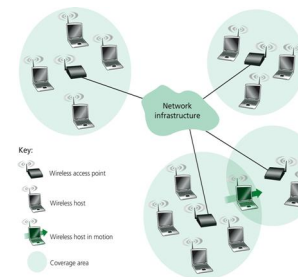 Network
infrastructure
Key:
Wireless access point
Wireless host
Wireless host in motion
Coverage area